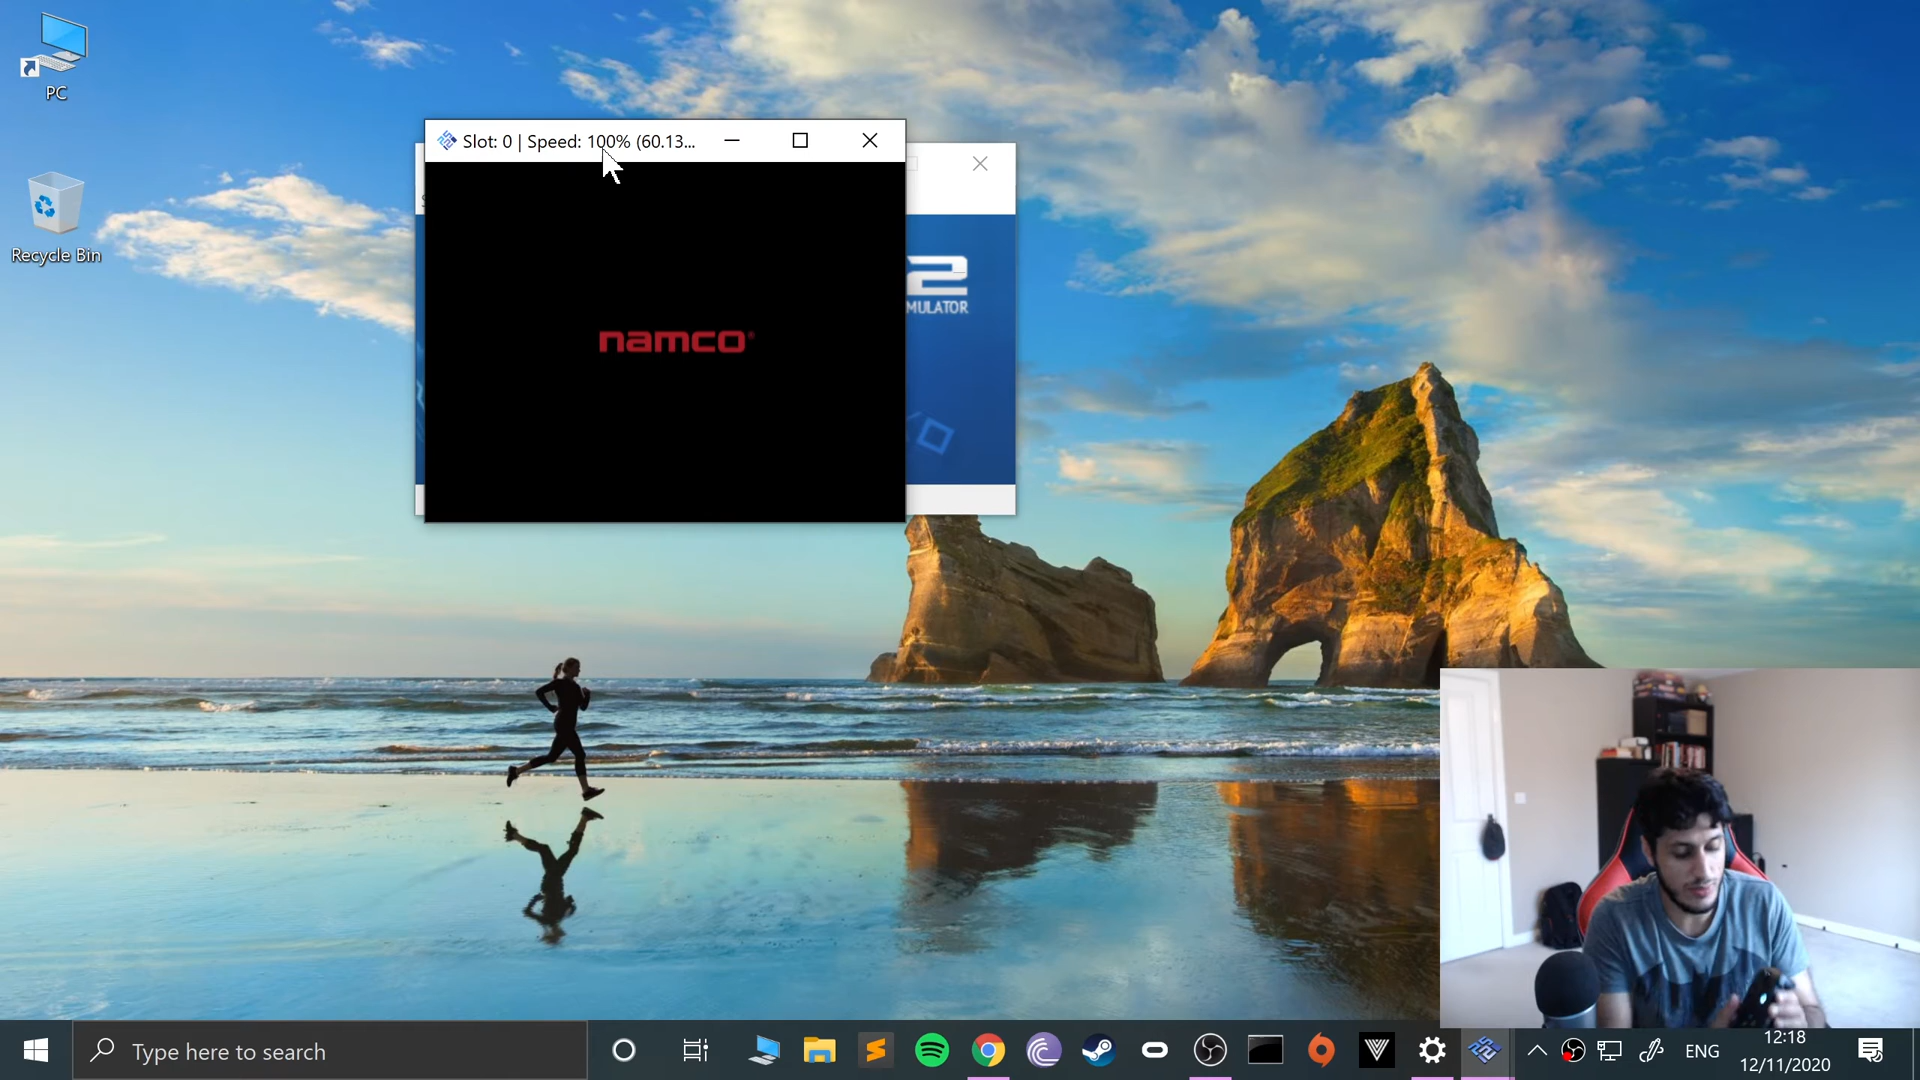 PC
Recycle Bin
Slot: 0 | Speed: 100% (60.13...
namco®
2
MULATOR
Type here to search
ENG
12:18
12/11/2020